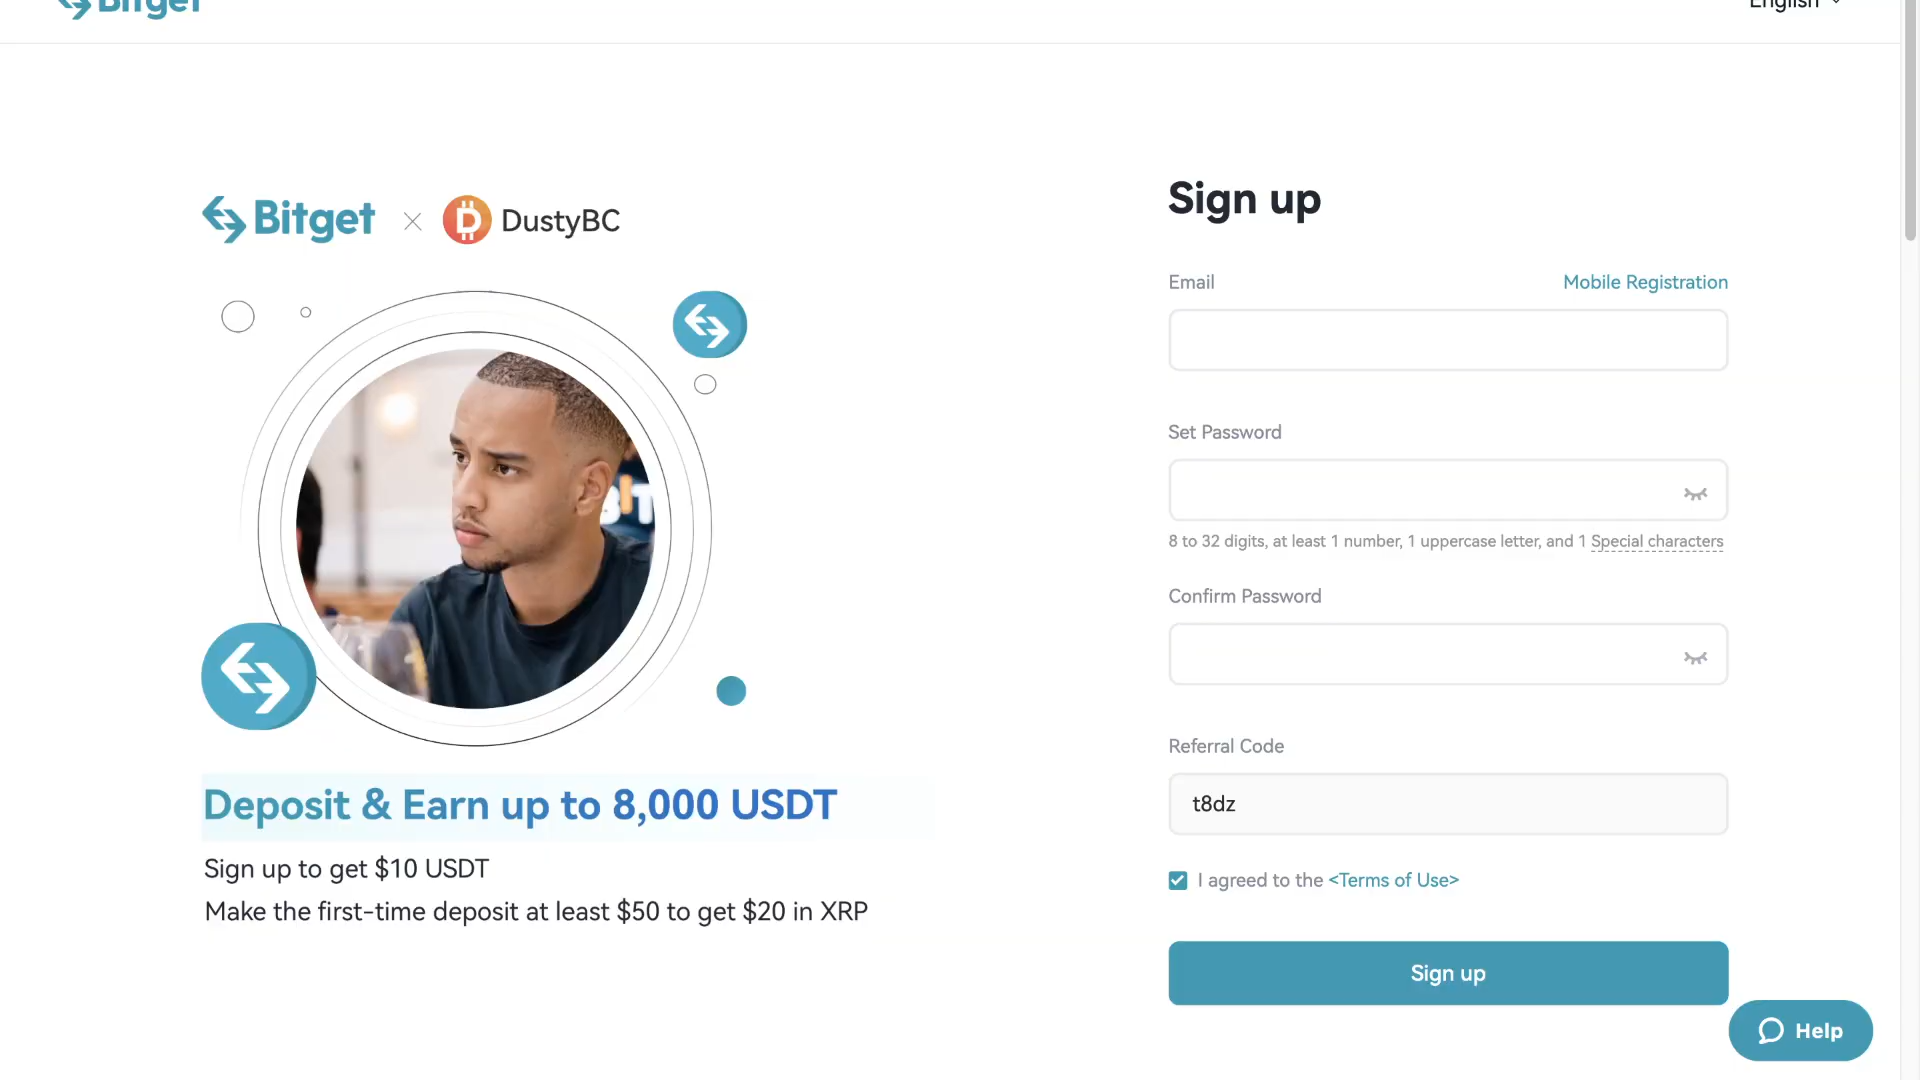 Bitget
English
Bitget × DustyBC
Deposit & Earn up to 8,000 USDT
Sign up to get $10 USDT
Make the first-time deposit at least $50 to get $20 in XRP
Sign up
Email
Mobile Registration
Set Password
8 to 32 digits, at least 1 number, 1 uppercase letter, and 1 Special characters
Confirm Password
Referral Code
t8dz
I agreed to the <Terms of Use>
Sign up
Help